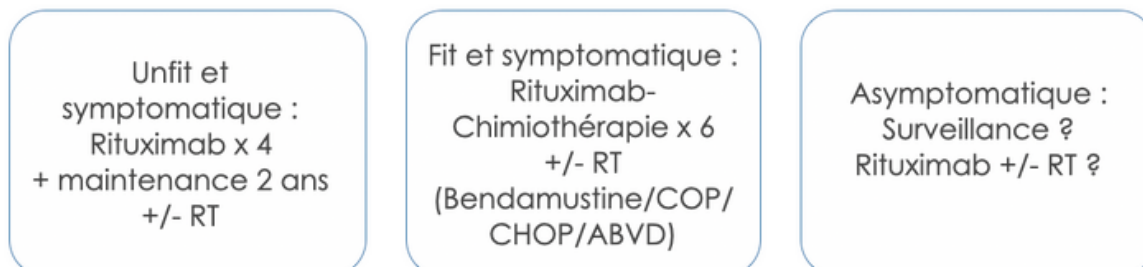 Unfit et
symptomatique :
Rituximab x 4
+ maintenance 2 ans
+/- RT
Fit et symptomatique :
Rituximab-
Chimiothérapie x 6
+/- RT
(Bendamustine/COP/
CHOP/ABVD)
Asymptomatique :
Surveillance ?
Rituximab +/- RT ?